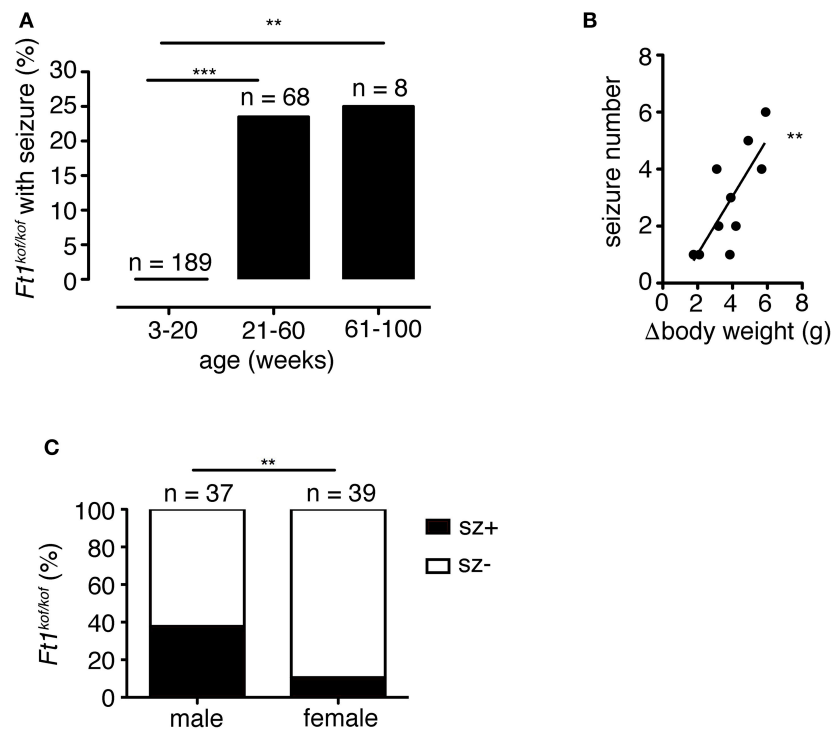 A
**
***
n = 68
n = 8
n = 189
30
25
20
15
10
5
0
Ft1kof/kof with seizure (%)
3-20
21-60
61-100
age (weeks)
B
8
6
4
2
0
seizure number
**
0
2
4
6
8
Δbody weight (g)
C
**
n = 37
n = 39
100
80
60
40
20
0
Ft1kof/kof (%)
sz+
sz-
male
female